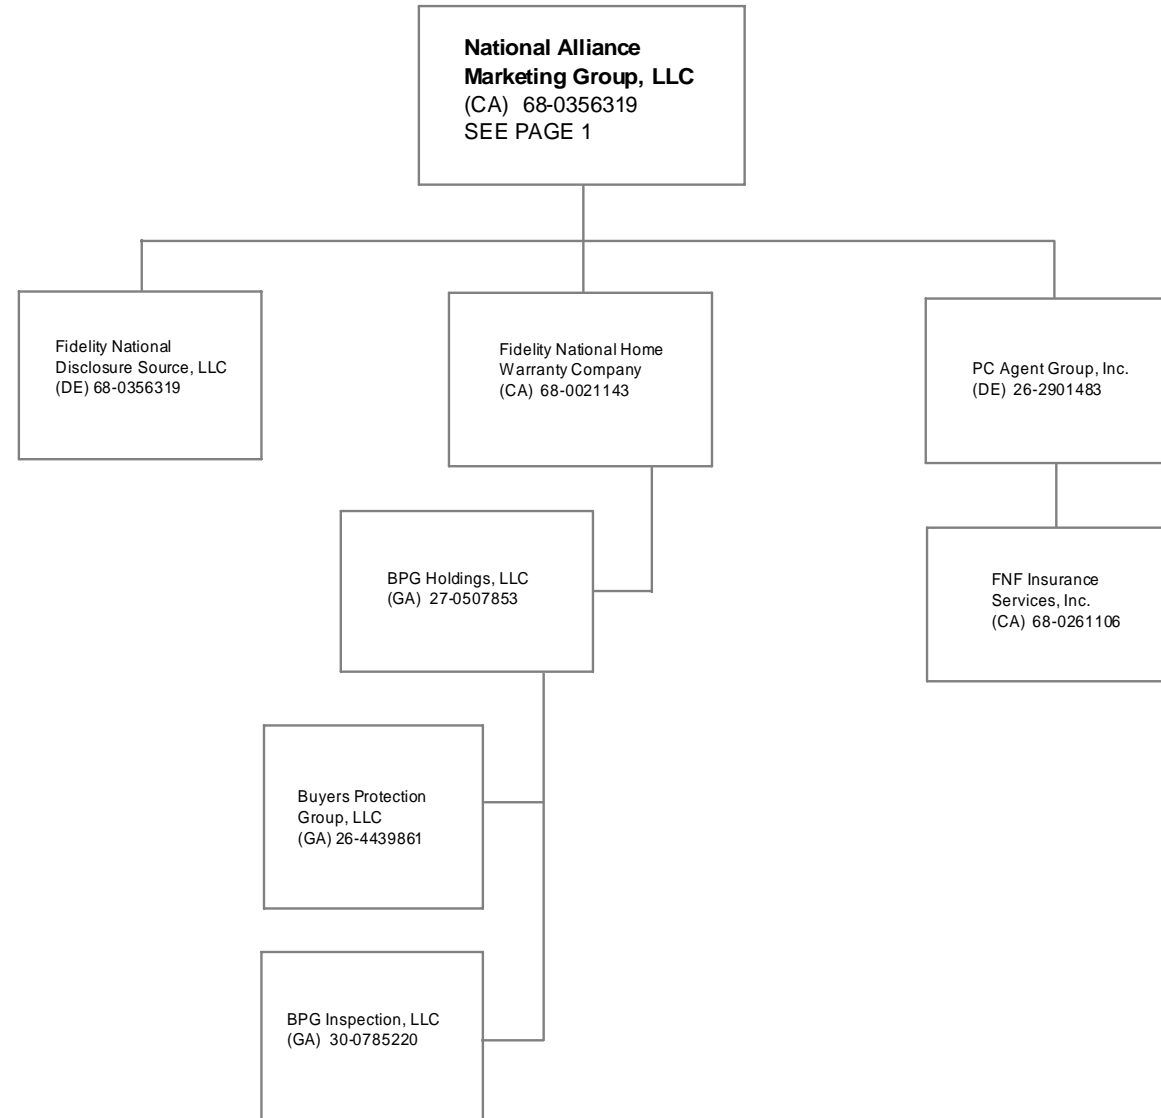 National Alliance
Marketing Group, LLC
(CA) 68-0356319
SEE PAGE 1
Fidelity National
Disclosure Source, LLC
(DE) 68-0356319
Fidelity National Home
Warranty Company
(CA) 68-0021143
PC Agent Group, Inc.
(DE) 26-2901483
BPG Holdings, LLC
(GA) 27-0507853
FNF Insurance
Services, Inc.
(CA) 68-0261106
Buyers Protection
Group, LLC
(GA) 26-4439861
BPG Inspection, LLC
(GA) 30-0785220